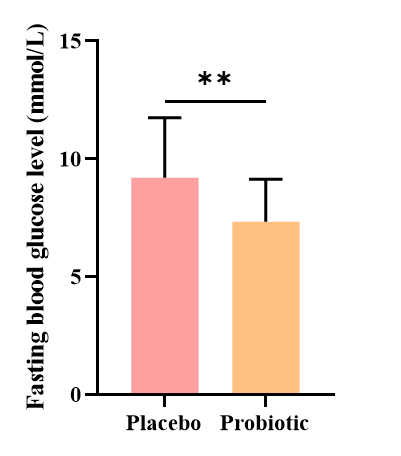 Fasting blood glucose level (mmol/L)
15
**
10
5
0
Placebo Probiotic